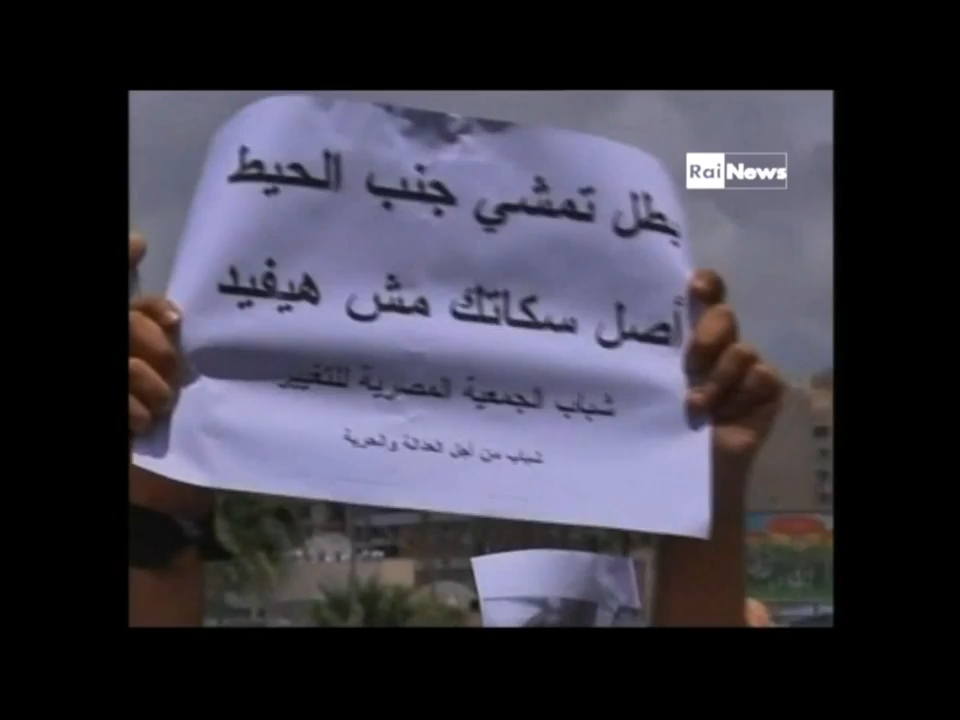 بطل تمشي جنب الحيط
أصل سكاتك مش هيفيد
شباب الجمعية المصرية للتغيير
شباب من أجل العدالة والحرية
Rai News